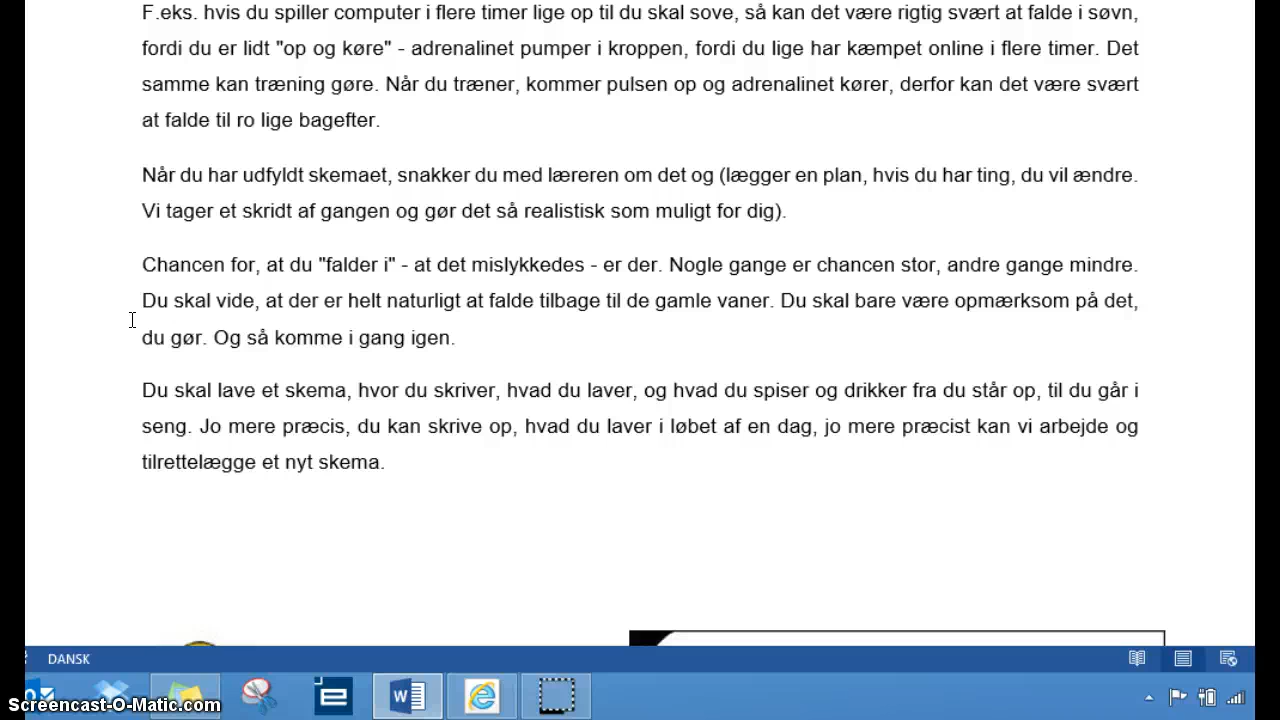 F.eks. hvis du spiller computer i flere timer lige op til du skal sove, så kan det være rigtig svært at falde i søvn,
fordi du er lidt "op og køre" - adrenalinet pumper i kroppen, fordi du lige har kæmpet online i flere timer. Det
samme kan træning gøre. Når du træner, kommer pulsen op og adrenalinet kører, derfor kan det være svært
at falde til ro lige bagefter.
Når du har udfyldt skemaet, snakker du med læreren om det og (lægger en plan, hvis du har ting, du vil ændre.
Vi tager et skridt af gangen og gør det så realistisk som muligt for dig).
Chancen for, at du "falder i" - at det mislykkedes - er der. Nogle gange er chancen stor, andre gange mindre.
Du skal vide, at der er helt naturligt at falde tilbage til de gamle vaner. Du skal bare være opmærksom på det,
du gør. Og så komme i gang igen.
Du skal lave et skema, hvor du skriver, hvad du laver, og hvad du spiser og drikker fra du står op, til du går i
seng. Jo mere præcis, du kan skrive op, hvad du laver i løbet af en dag, jo mere præcist kan vi arbejde og
tilrettelægge et nyt skema.
DANSK
Screencast-O-Matic.com